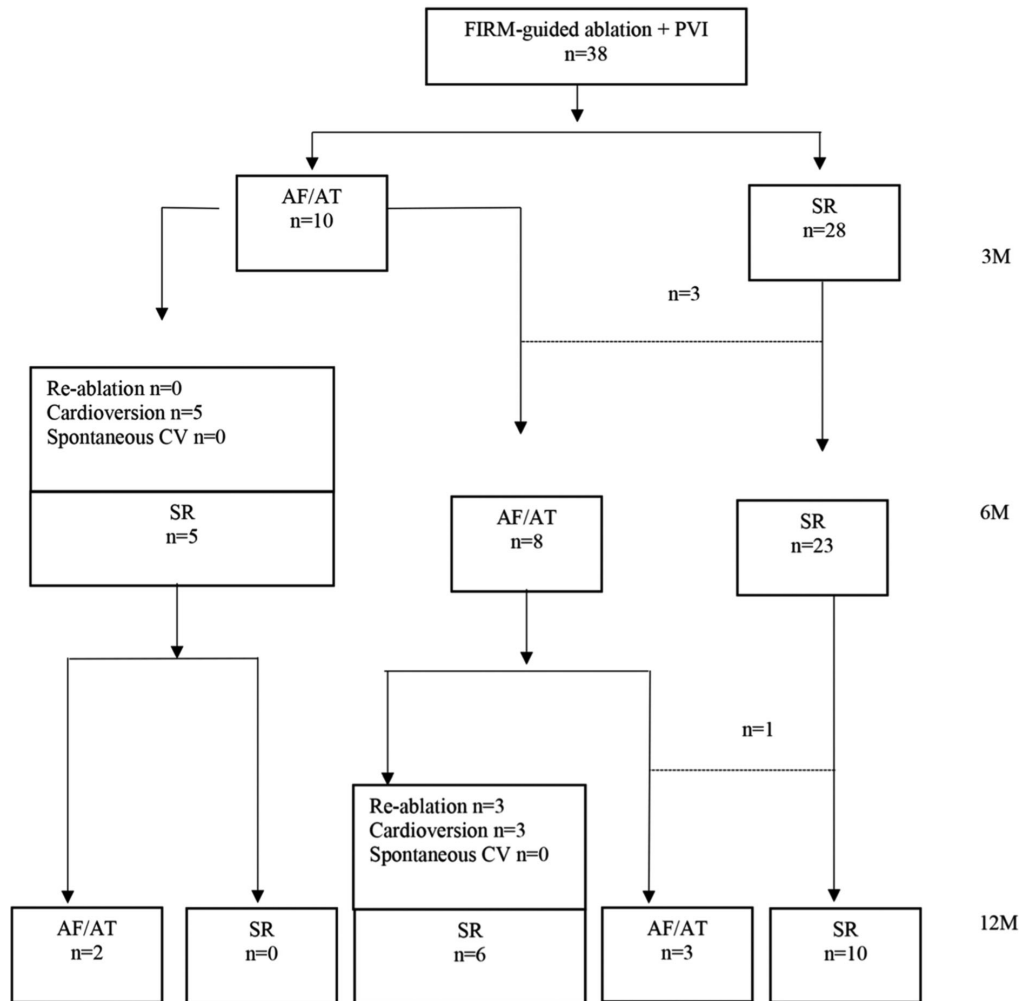 FIRM-guided ablation + PVI
n=38
AF/AT
n=10
SR
n=28
3M
n=3
Re-ablation n=0
Cardioversion n=5
Spontaneous CV n=0
SR
n=5
AF/AT
n=8
SR
n=23
6M
n=1
Re-ablation n=3
Cardioversion n=3
Spontaneous CV n=0
AF/AT
n=2
SR
n=0
SR
n=6
AF/AT
n=3
SR
n=10
12M